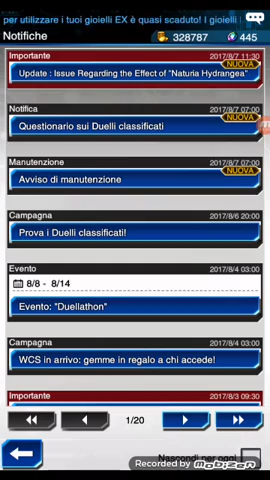 per utilizzare i tuoi gioielli EX è quasi scaduto! I gioielli
Notifiche
328787
445
Importante
2017/8/7 11:30
NUOVA
Update : Issue Regarding the Effect of "Naturia Hydrangea"
Notifica
2017/8/7 07:00
NUOVA
Questionario sui Duelli classificati
Manutenzione
2017/8/7 07:00
NUOVA
Avviso di manutenzione
Campagna
2017/8/6 20:00
Prova i Duelli classificati!
Evento
2017/8/4 03:00
8/8 - 8/14
Evento: "Duellathon"
Campagna
2017/8/4 03:00
WCS in arrivo: gemme in regalo a chi accede!
Importante
2017/8/3 09:30
1/20
Nascondi per oggi
Recorded by mobizen